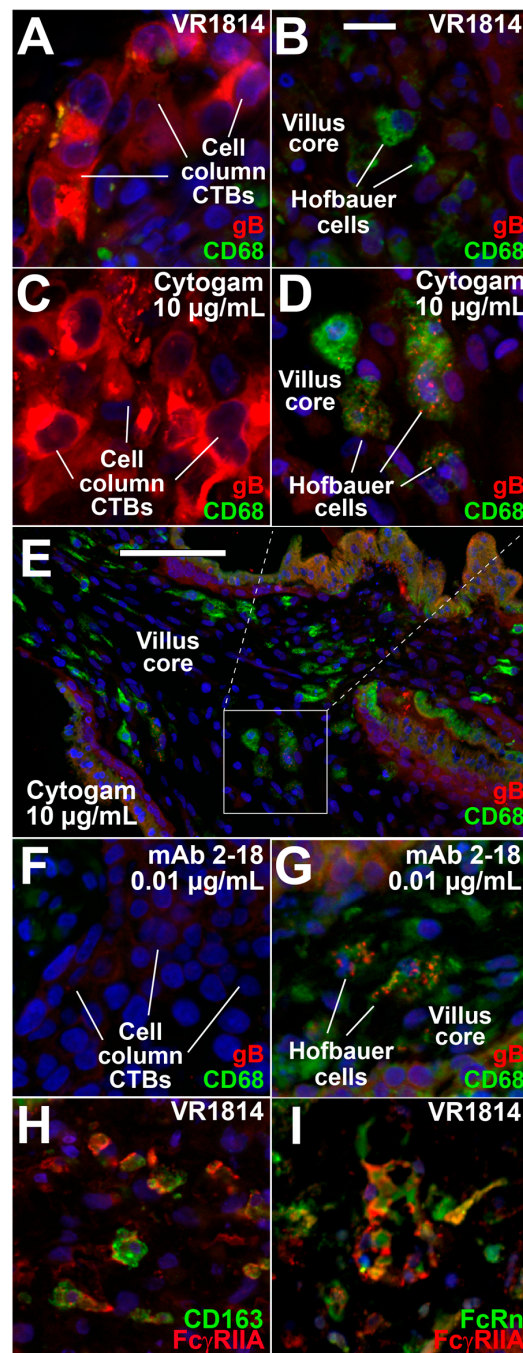 A
VR1814
Cell
column
CTBs
gB
CD68
B
VR1814
Villus
core
Hofbauer
cells
gB
CD68
C
Cytogam
10 µg/mL
Cell
column
CTBs
gB
CD68
D
Cytogam
10 µg/mL
Villus
core
Hofbauer
cells
gB
CD68
E
Villus
core
Cytogam
10 µg/mL
gB
CD68
F
mAb 2-18
0.01 µg/mL
Cell
column
CTBs
gB
CD68
G
mAb 2-18
0.01 µg/mL
Villus
core
Hofbauer
cells
gB
CD68
H
VR1814
CD163
FcγRIIA
I
VR1814
FcRn
FcγRIIA